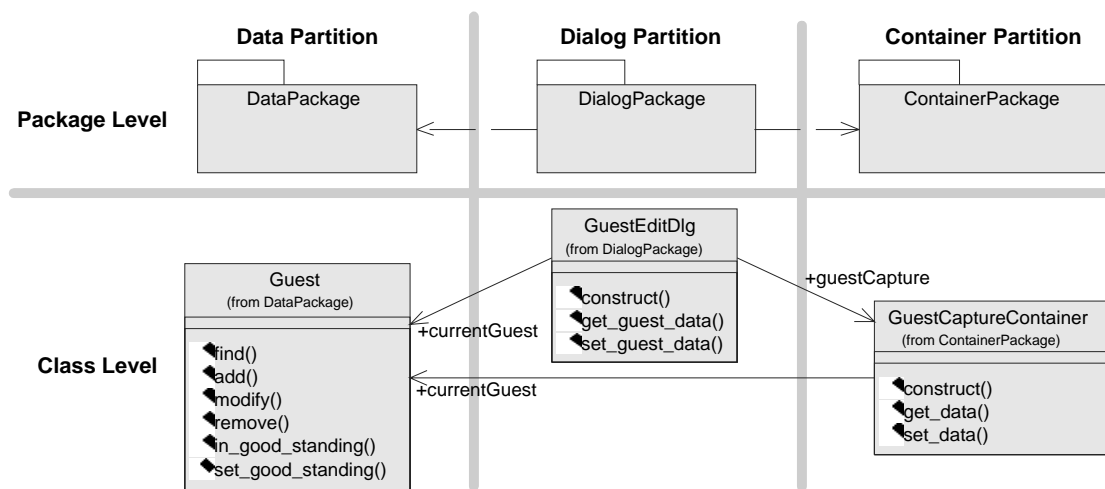 Data Partition
Dialog Partition
Container Partition
Package Level
DataPackage
DialogPackage
ContainerPackage
Class Level
Guest
(from DataPackage)
find()
add()
modify()
remove()
in_good_standing()
set_good_standing()
GuestEditDlg
(from DialogPackage)
construct()
get_guest_data()
set_guest_data()
+guestCapture
+currentGuest
+currentGuest
GuestCaptureContainer
(from ContainerPackage)
construct()
get_data()
set_data()